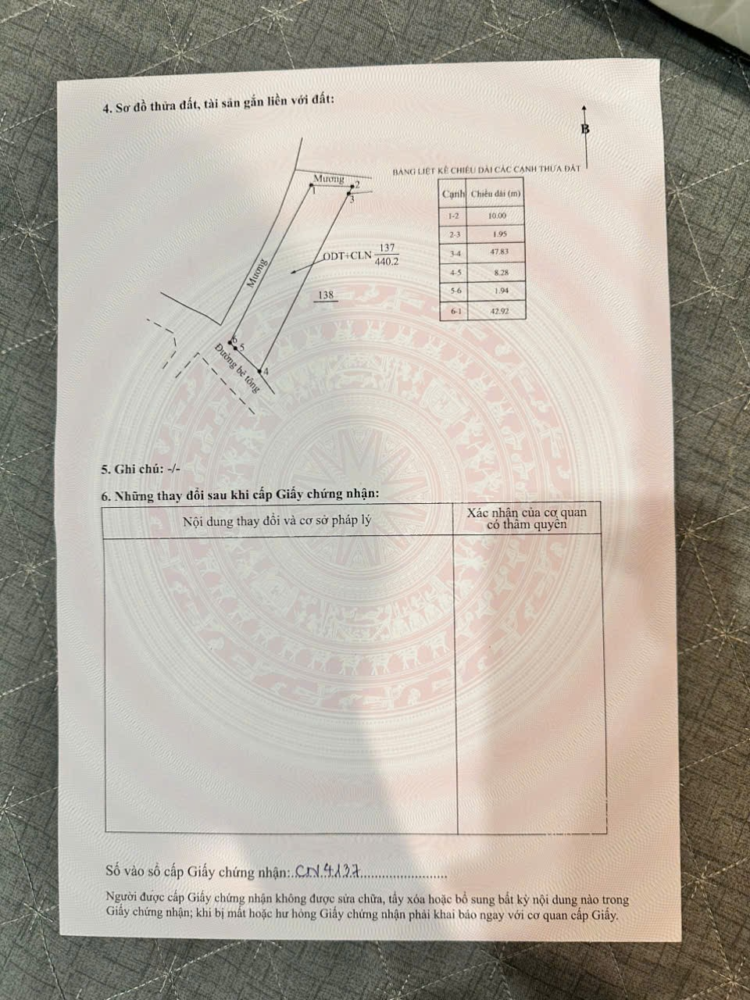 4. Sơ đồ thửa đất, tài sản gắn liền với đất:
B
BẢNG LIỆT KÊ CHIỀU DÀI CÁC CẠNH THỬA ĐẤT
Cạnh Chiều dài (m)
1-2 10.00
2-3 1.95
3-4 47.83
4-5 8.28
5-6 1.94
6-1 42.92
Mương
1
2
3
ODT+CLN 137
440.2
Mương
138
6
5
4
Đường bê tông
5. Ghi chú: -/-
6. Những thay đổi sau khi cấp Giấy chứng nhận:
Nội dung thay đổi và cơ sở pháp lý
Xác nhận của cơ quan
có thẩm quyền
Số vào sổ cấp Giấy chứng nhận: CN 4137
Người được cấp Giấy chứng nhận không được sửa chữa, tẩy xóa hoặc bổ sung bất kỳ nội dung nào trong
Giấy chứng nhận; khi bị mất hoặc hư hỏng Giấy chứng nhận phải khai báo ngay với cơ quan cấp Giấy.